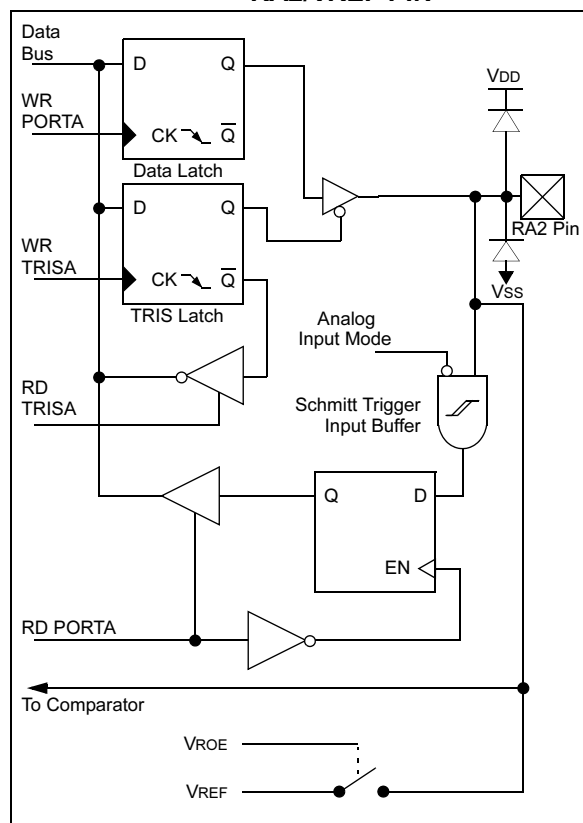 RA2/VREF PIN
Data
Bus
D
Q
VDD
WR
PORTA
CK
Q̅
Data Latch
D
Q
RA2 Pin
WR
TRISA
CK
Q̅
VSS
TRIS Latch
Analog
Input Mode
RD
TRISA
Schmitt Trigger
Input Buffer
Q
D
EN
RD PORTA
To Comparator
VROE
VREF